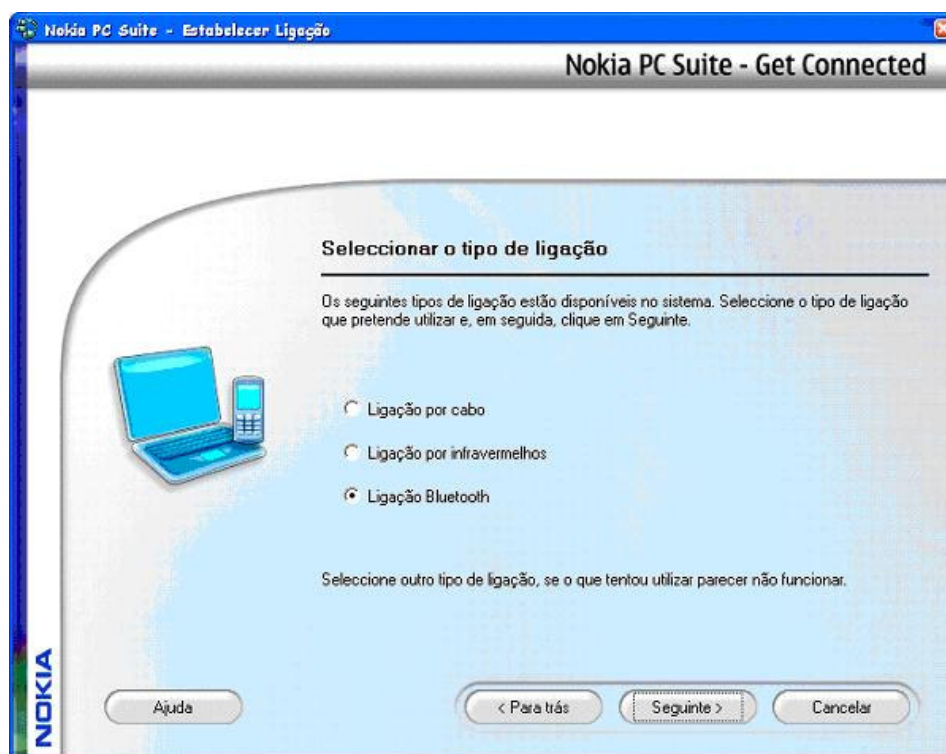 Nokia PC Suite - Estabelecer Ligação
Nokia PC Suite - Get Connected
Seleccionar o tipo de ligação
Os seguintes tipos de ligação estão disponíveis no sistema. Seleccione o tipo de ligação
que pretende utilizar e, em seguida, clique em Seguinte.
Ligação por cabo
Ligação por infravermelhos
Ligação Bluetooth
Seleccione outro tipo de ligação, se o que tentou utilizar parecer não funcionar.
NOKIA
Ajuda
< Para trás
Seguinte >
Cancelar